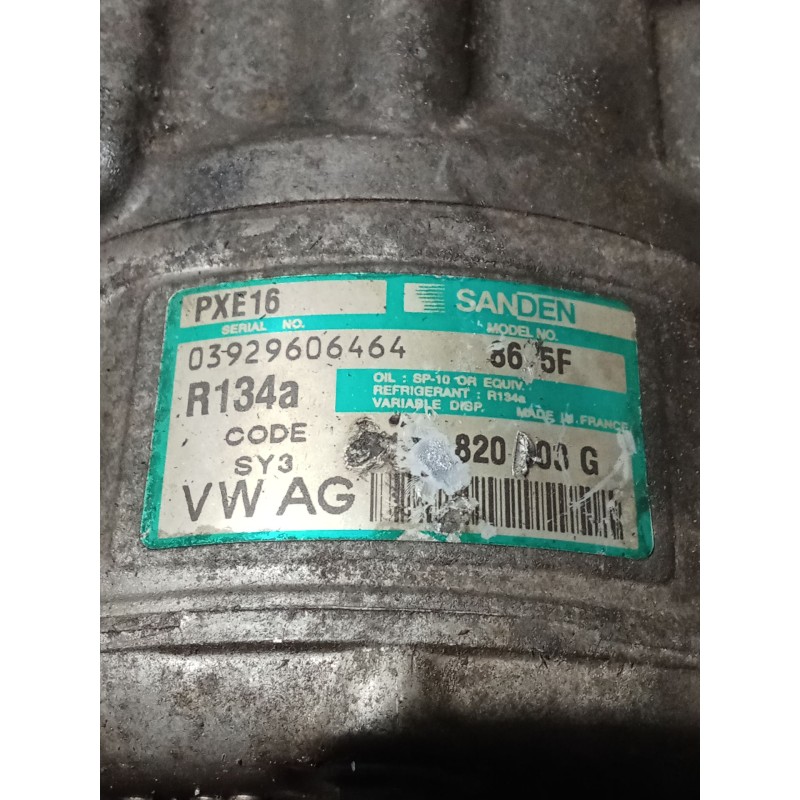 PXE16 SANDEN
SERIAL NO. MODEL NO.
03929606464
R134a
OIL : SP-10 OR EQUIV.
REFRIGERANT : R134a
VARIABLE DISP. MADE IN FRANCE
CODE 820 G
SY3
VW AG